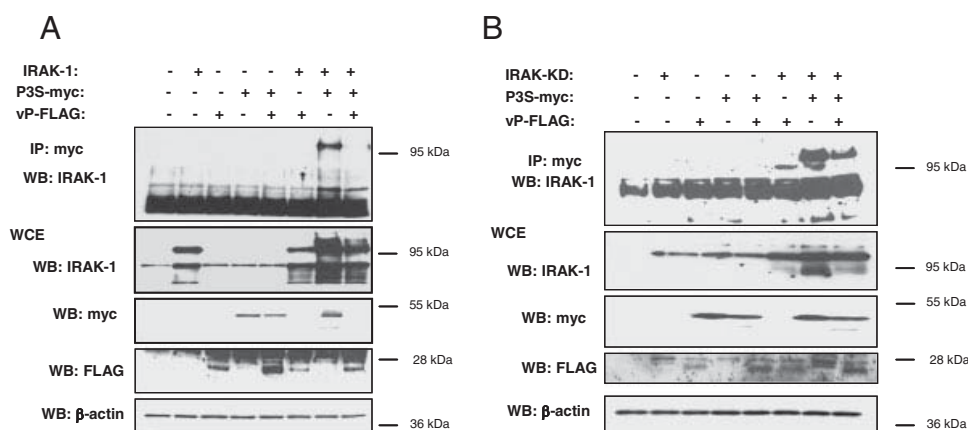 A
IRAK-1: - + - - - + + +
P3S-myc: - - - + + - + +
vP-FLAG: - - + - + + - +
IP: myc
WB: IRAK-1
95 kDa
WCE
WB: IRAK-1
95 kDa
WB: myc
55 kDa
WB: FLAG
28 kDa
WB: β-actin
36 kDa
B
IRAK-KD: - + - - - + + +
P3S-myc: - - - + + - + +
vP-FLAG: - - + - + + - +
IP: myc
WB: IRAK-1
95 kDa
WCE
WB: IRAK-1
95 kDa
WB: myc
55 kDa
WB: FLAG
28 kDa
WB: β-actin
36 kDa